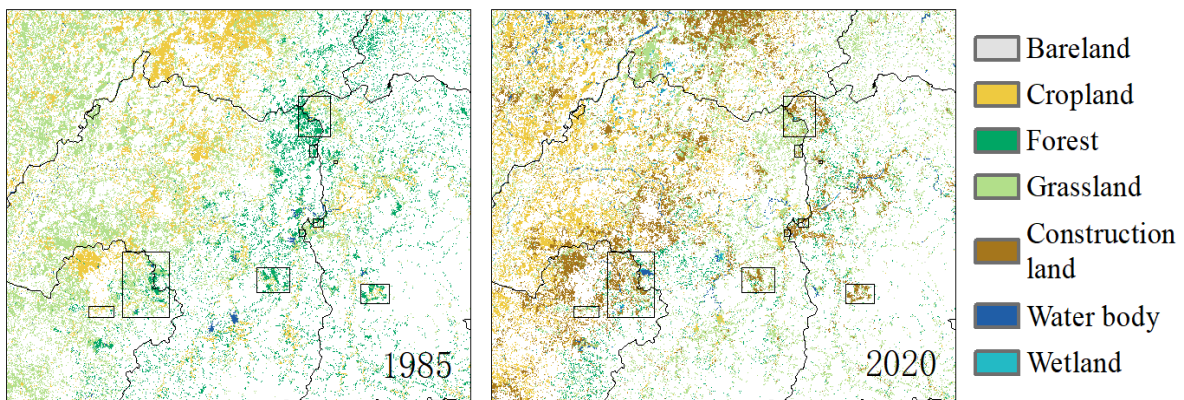 1985
2020
Bareland
Cropland
Forest
Grassland
Construction
land
Water body
Wetland